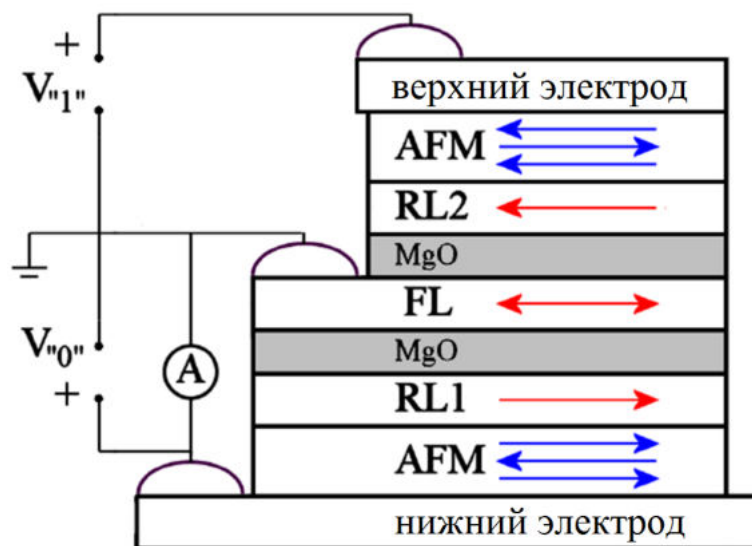 верхний электрод
+
V"1"
AFM
RL2
MgO
FL
MgO
V"0"
A
+
RL1
AFM
нижний электрод